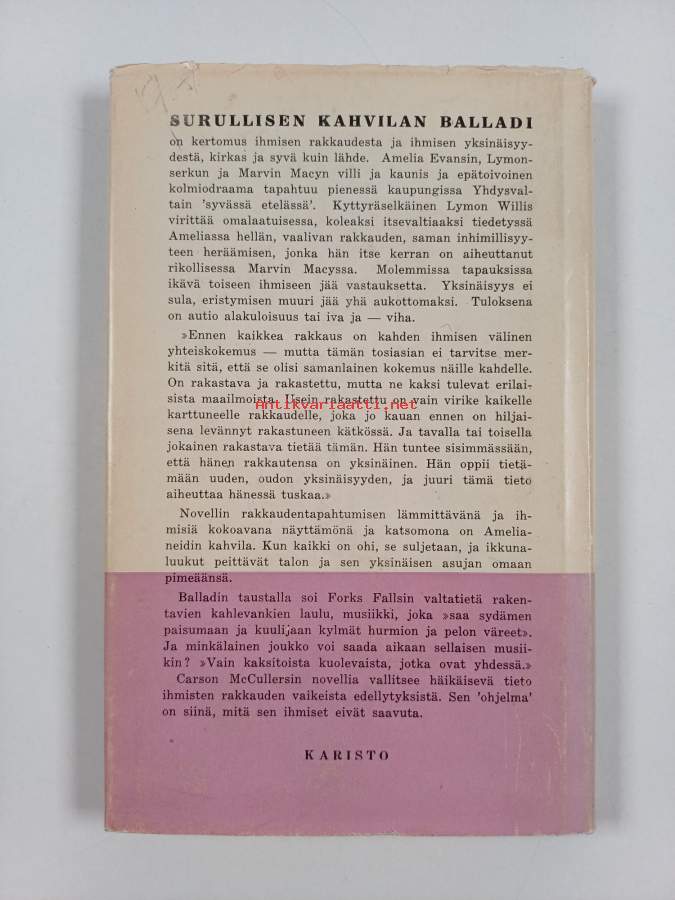 SURULLISEN KAHVILAN BALLADI
on kertomus ihmisen rakkaudesta ja ihmisen yksinäisyy-
destä, kirkas ja syvä kuin lähde. Amelia Evansin, Lymon-
serkun ja Marvin Macyn villi ja kaunis ja epätoivoinen
kolmiodraama tapahtuu pienessä kaupungissa Yhdysval-
tain 'syvässä etelässä'. Kyttyräselkäinen Lymon Willis
virittää omalaatuisessa, koleaksi itsevaltiaaksi tiedetyssä
Ameliassa hellän, vaalivan rakkauden, saman inhimillisyy-
teen heräämisen, jonka hän itse kerran on aiheuttanut
rikollisessa Marvin Macyssa. Molemmissa tapauksissa
ikävä toiseen ihmiseen jää vastauksetta. Yksinäisyys ei
sula, eristymisen muuri jää yhä aukottomaksi. Tuloksena
on autio alakuloisuus tai iva ja — viha.
»Ennen kaikkea rakkaus on kahden ihmisen välinen
yhteiskokemus — mutta tämän tosiasian ei tarvitse mer-
kitä sitä, että se olisi samanlainen kokemus näille kahdelle.
On rakastava ja rakastettu, mutta ne kaksi tulevat erilai-
sista maailmoista. Usein rakastettu on vain virike kaikelle
Antikvariaatti.net
karttuneelle rakkaudelle, joka jo kauan ennen on hiljai-
sena levännyt rakastuneen kätkössä. Ja tavalla tai toisella
jokainen rakastava tietää tämän. Hän tuntee sisimmässään,
että hänen rakkautensa on yksinäinen. Hän oppii tietä-
mään uuden, oudon yksinäisyyden, ja juuri tämä tieto
aiheuttaa hänessä tuskaa.»
Novellin rakkaudentapahtumisen lämmittävänä ja ih-
misiä kokoavana näyttämönä ja katsomona on Amelia-
neidin kahvila. Kun kaikki on ohi, se suljetaan, ja ikkuna-
luukut peittävät talon ja sen yksinäisen asujan omaan
pimeäänsä.
Balladin taustalla soi Forks Fallsin valtatietä raken-
tavien kahlevankien laulu, musiikki, joka »saa sydämen
paisumaan ja kuulijaan kylmät hurmion ja pelon väreet».
Ja minkälainen joukko voi saada aikaan sellaisen musii-
kin? »Vain kaksitoista kuolevaista, jotka ovat yhdessä.»
Carson McCullersin novellia vallitsee häikäisevä tieto
ihmisten rakkauden vaikeista edellytyksistä. Sen 'ohjelma'
on siinä, mitä sen ihmiset eivät saavuta.
KARISTO